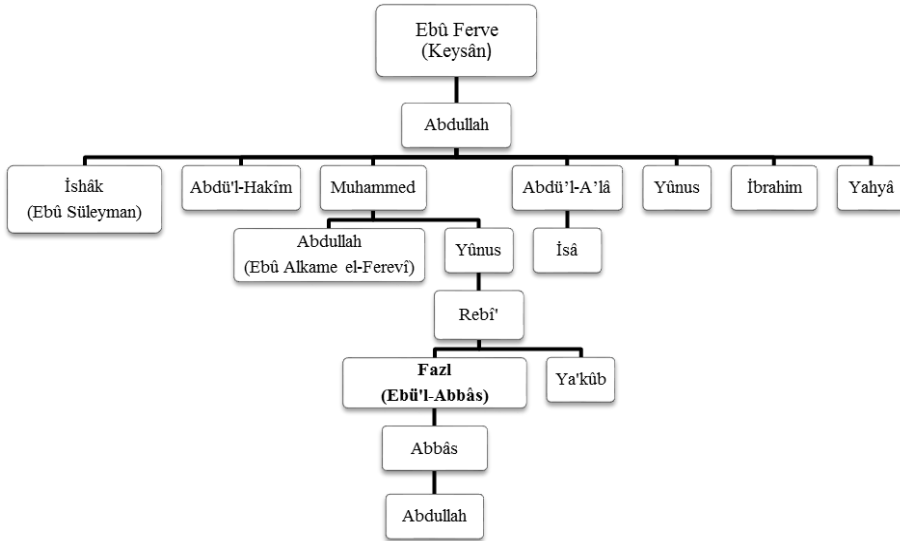 Ebû Ferve
(Keysân)
Abdullah
İshâk
(Ebû Süleyman)
Abdü'l-Hakîm
Muhammed
Abdü’l-A’lâ
Yûnus
İbrahim
Yahyâ
Abdullah
(Ebû Alkame el-Ferevî)
Yûnus
İsâ
Rebî'
Fazl
(Ebü'l-Abbâs)
Ya'kûb
Abbâs
Abdullah